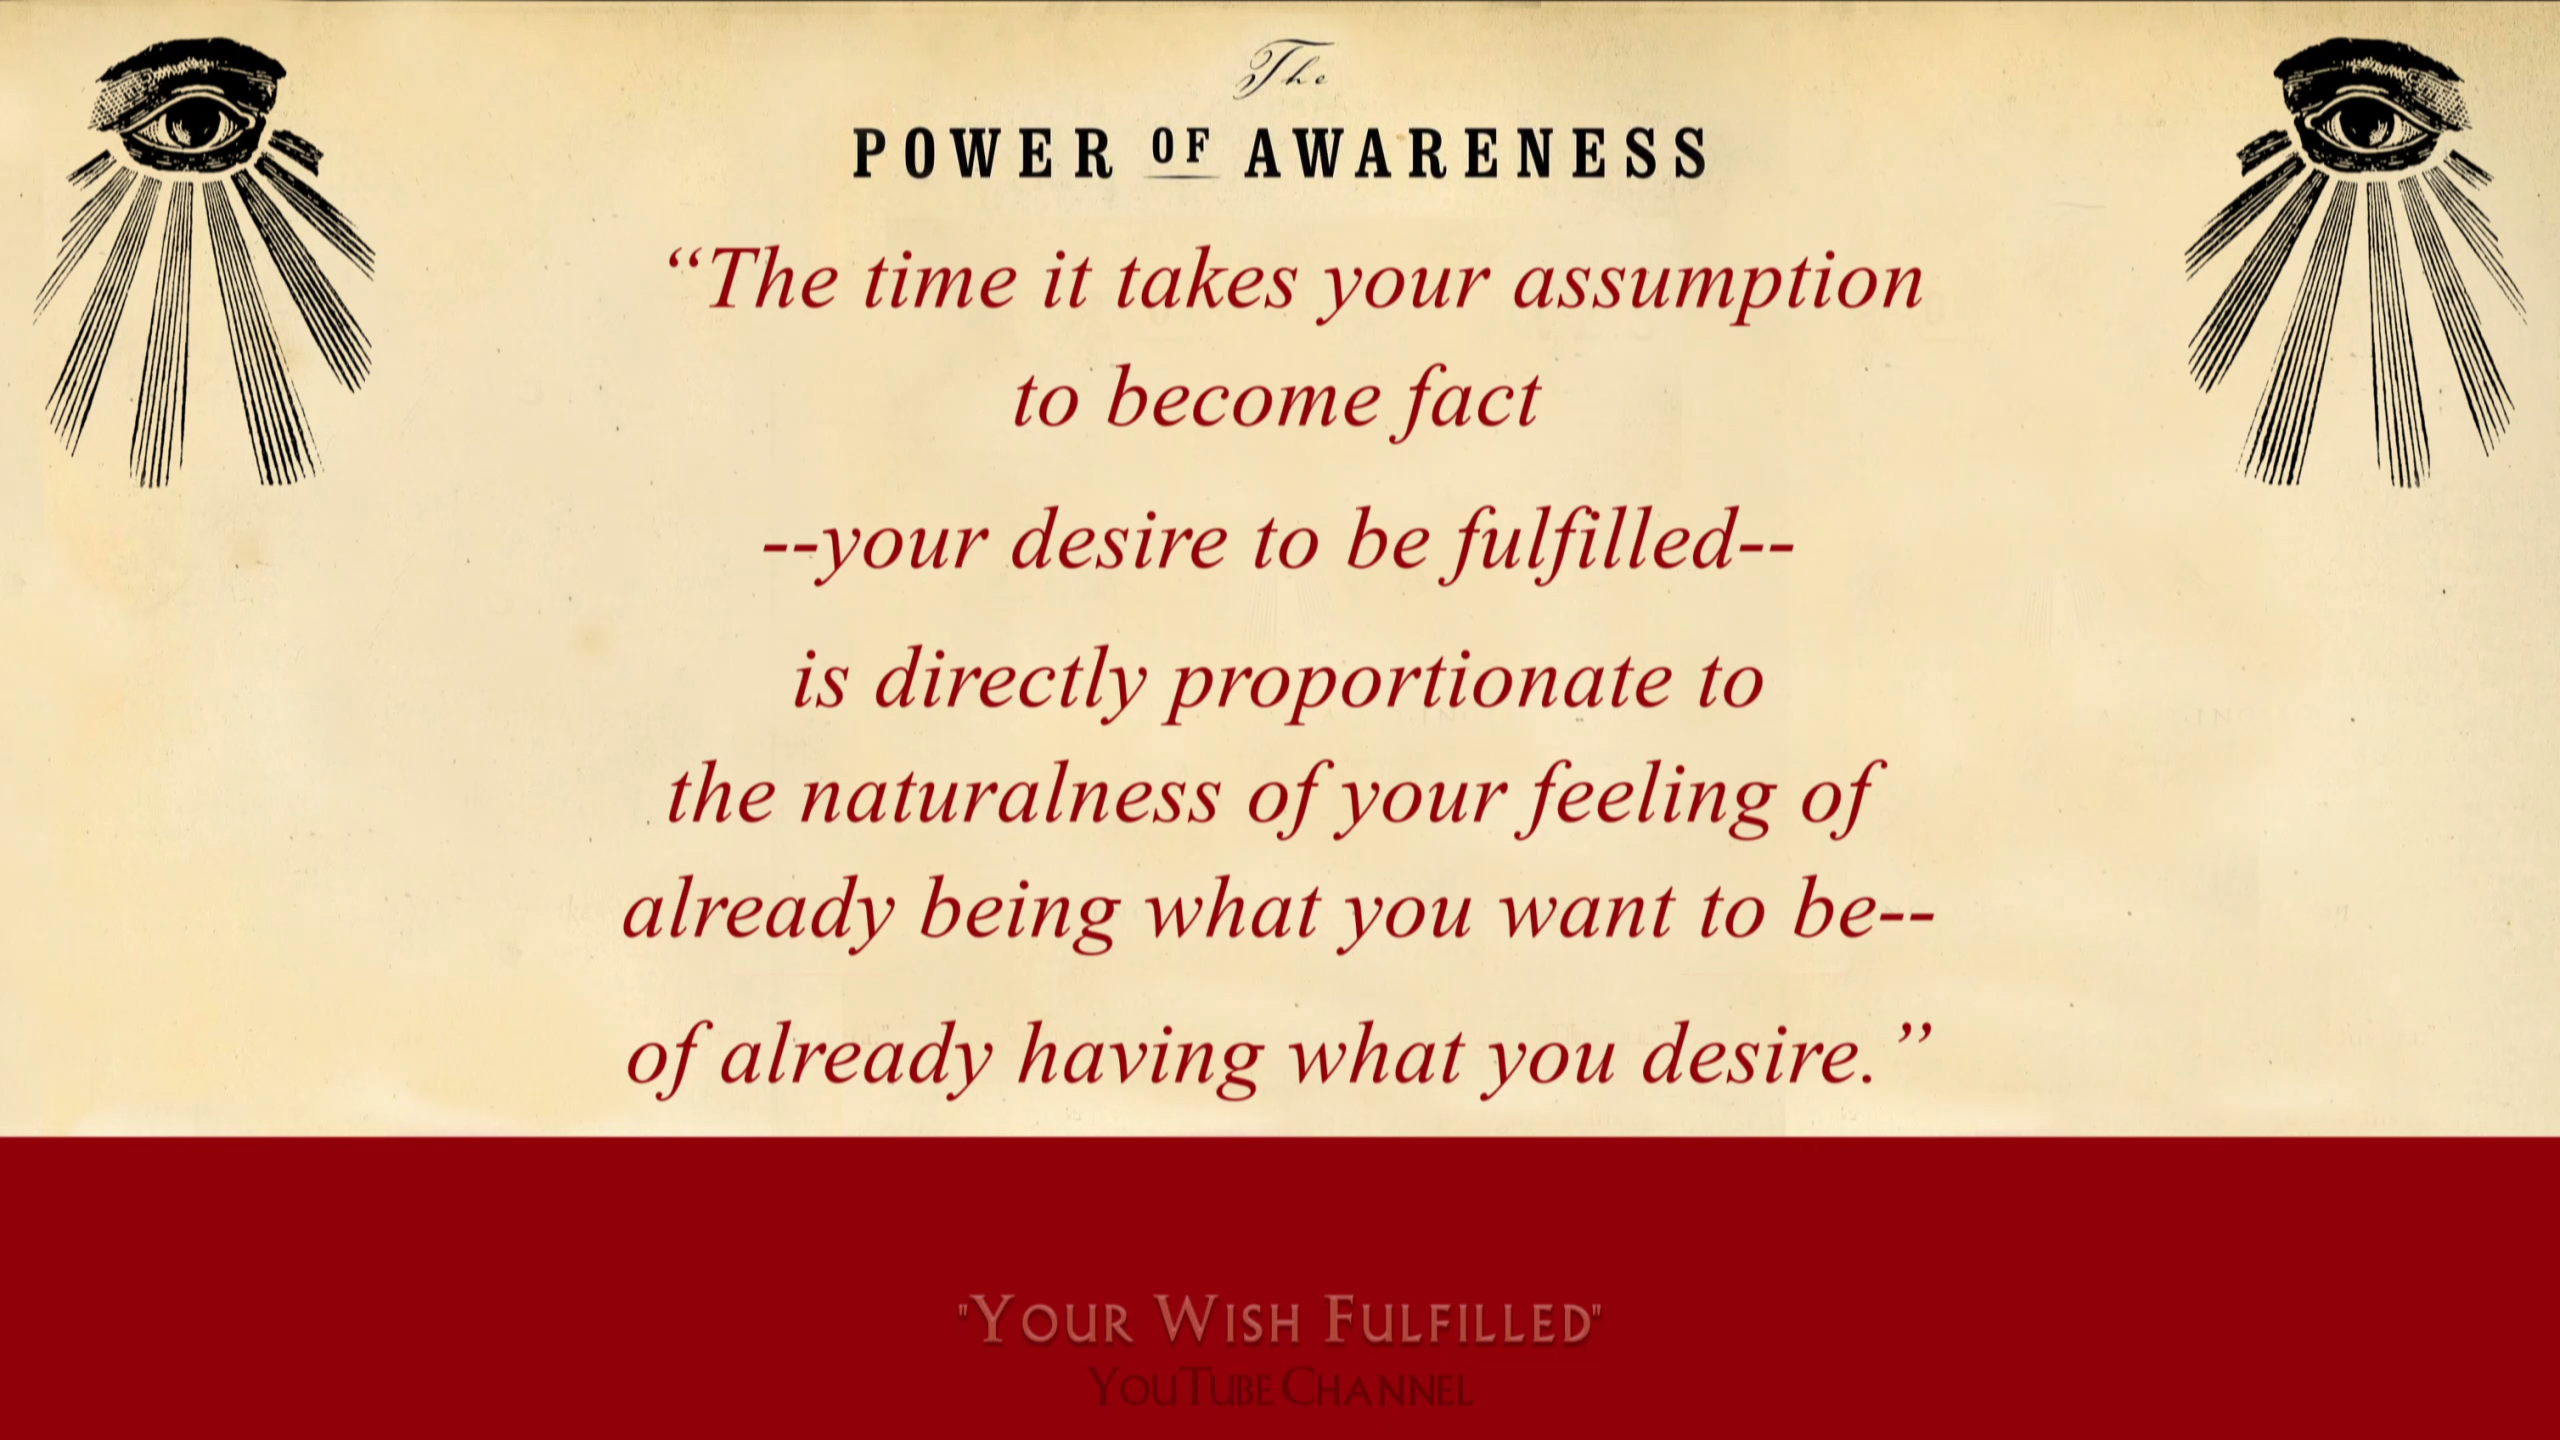 The
POWER OF AWARENESS
“The time it takes your assumption
to become fact
--your desire to be fulfilled--
is directly proportionate to
the naturalness of your feeling of
already being what you want to be--
of already having what you desire.”
"YOUR WISH FULFILLED"
YOUTUBE CHANNEL